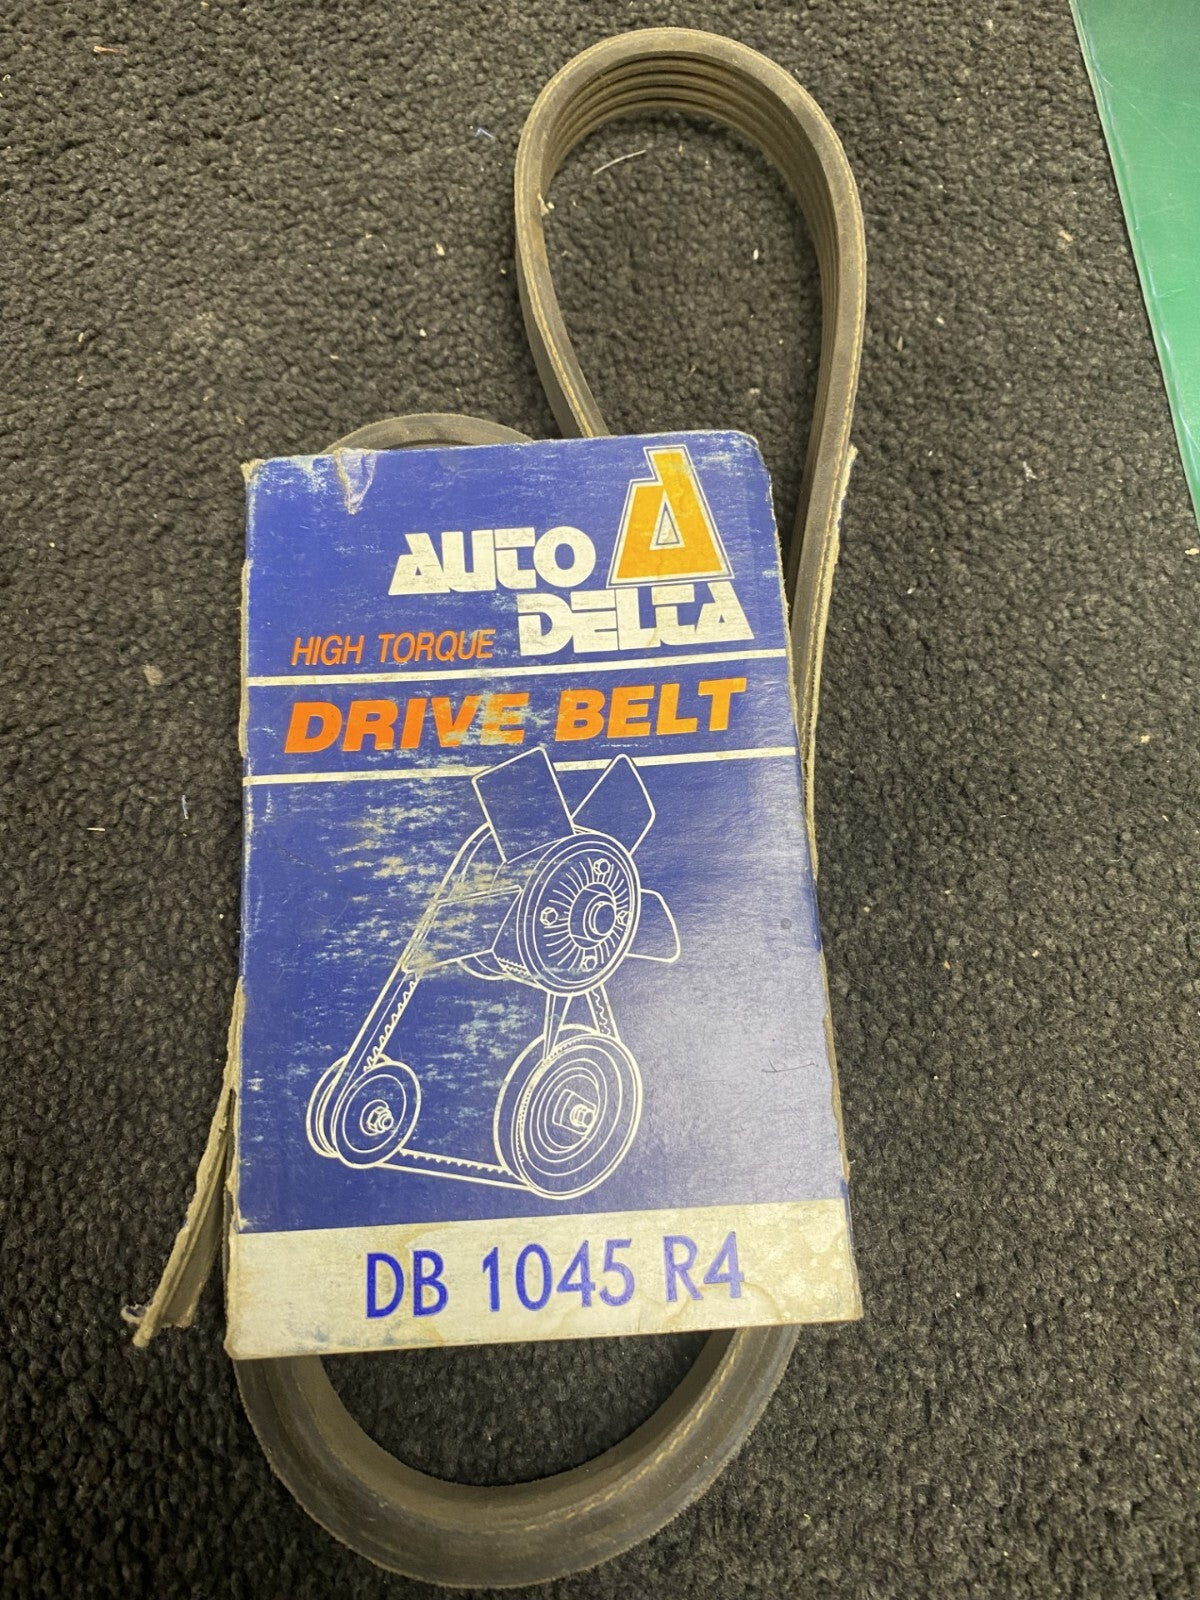 AUTO
DELTA
HIGH TORQUE
DRIVE BELT
DB 1045 R4